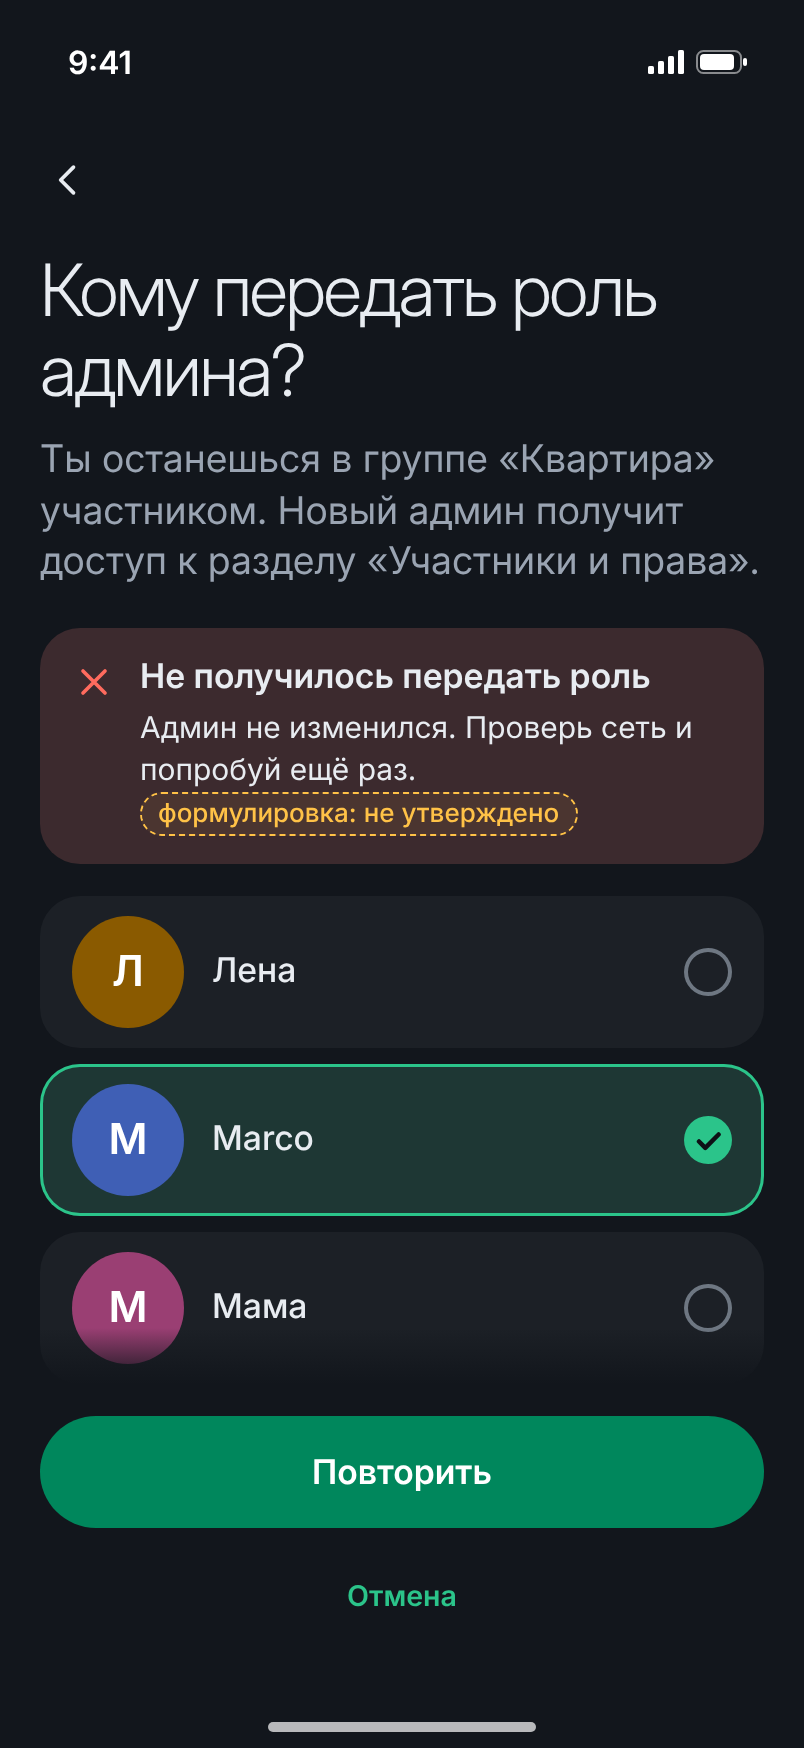 9:41
Кому передать роль
админа?
Ты останешься в группе «Квартира»
участником. Новый админ получит
доступ к разделу «Участники и права».
Не получилось передать роль
Админ не изменился. Проверь сеть и
попробуй ещё раз.
формулировка: не утверждено
Л
Лена
M
Marco
М
Мама
Повторить
Отмена